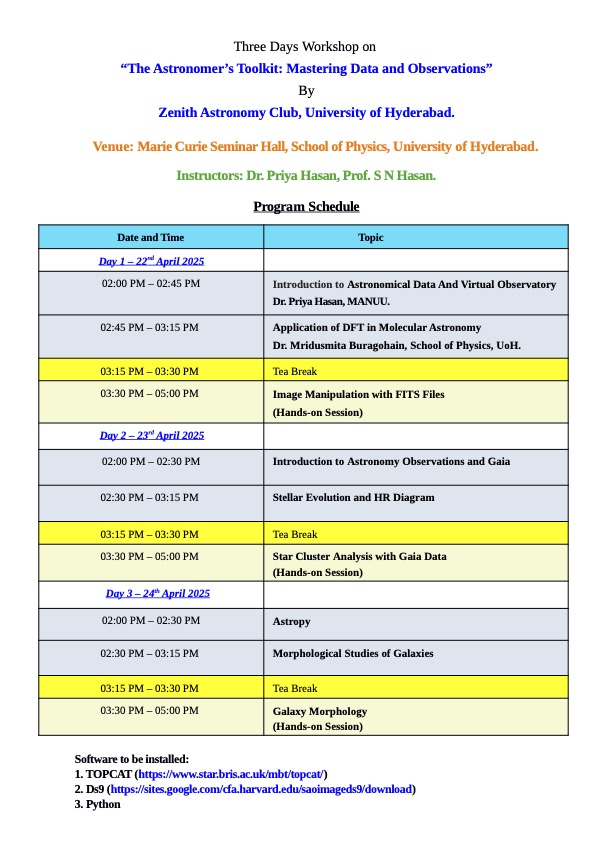 Three Days Workshop on
“The Astronomer’s Toolkit: Mastering Data and Observations”
By
Zenith Astronomy Club, University of Hyderabad.
Venue: Marie Curie Seminar Hall, School of Physics, University of Hyderabad.
Instructors: Dr. Priya Hasan, Prof. S N Hasan.
Program Schedule
Date and Time Topic
Day 1 – 22nd April 2025
02:00 PM – 02:45 PM Introduction to Astronomical Data And Virtual Observatory
Dr. Priya Hasan, MANUU.
02:45 PM – 03:15 PM Application of DFT in Molecular Astronomy
Dr. Mridusmita Buragohain, School of Physics, UoH.
03:15 PM – 03:30 PM Tea Break
03:30 PM – 05:00 PM Image Manipulation with FITS Files
(Hands-on Session)
Day 2 – 23rd April 2025
02:00 PM – 02:30 PM Introduction to Astronomy Observations and Gaia
02:30 PM – 03:15 PM Stellar Evolution and HR Diagram
03:15 PM – 03:30 PM Tea Break
03:30 PM – 05:00 PM Star Cluster Analysis with Gaia Data
(Hands-on Session)
Day 3 – 24th April 2025
02:00 PM – 02:30 PM Astropy
02:30 PM – 03:15 PM Morphological Studies of Galaxies
03:15 PM – 03:30 PM Tea Break
03:30 PM – 05:00 PM Galaxy Morphology
(Hands-on Session)
Software to be installed:
1. TOPCAT (https://www.star.bris.ac.uk/mbt/topcat/)
2. Ds9 (https://sites.google.com/cfa.harvard.edu/saoimageds9/download)
3. Python